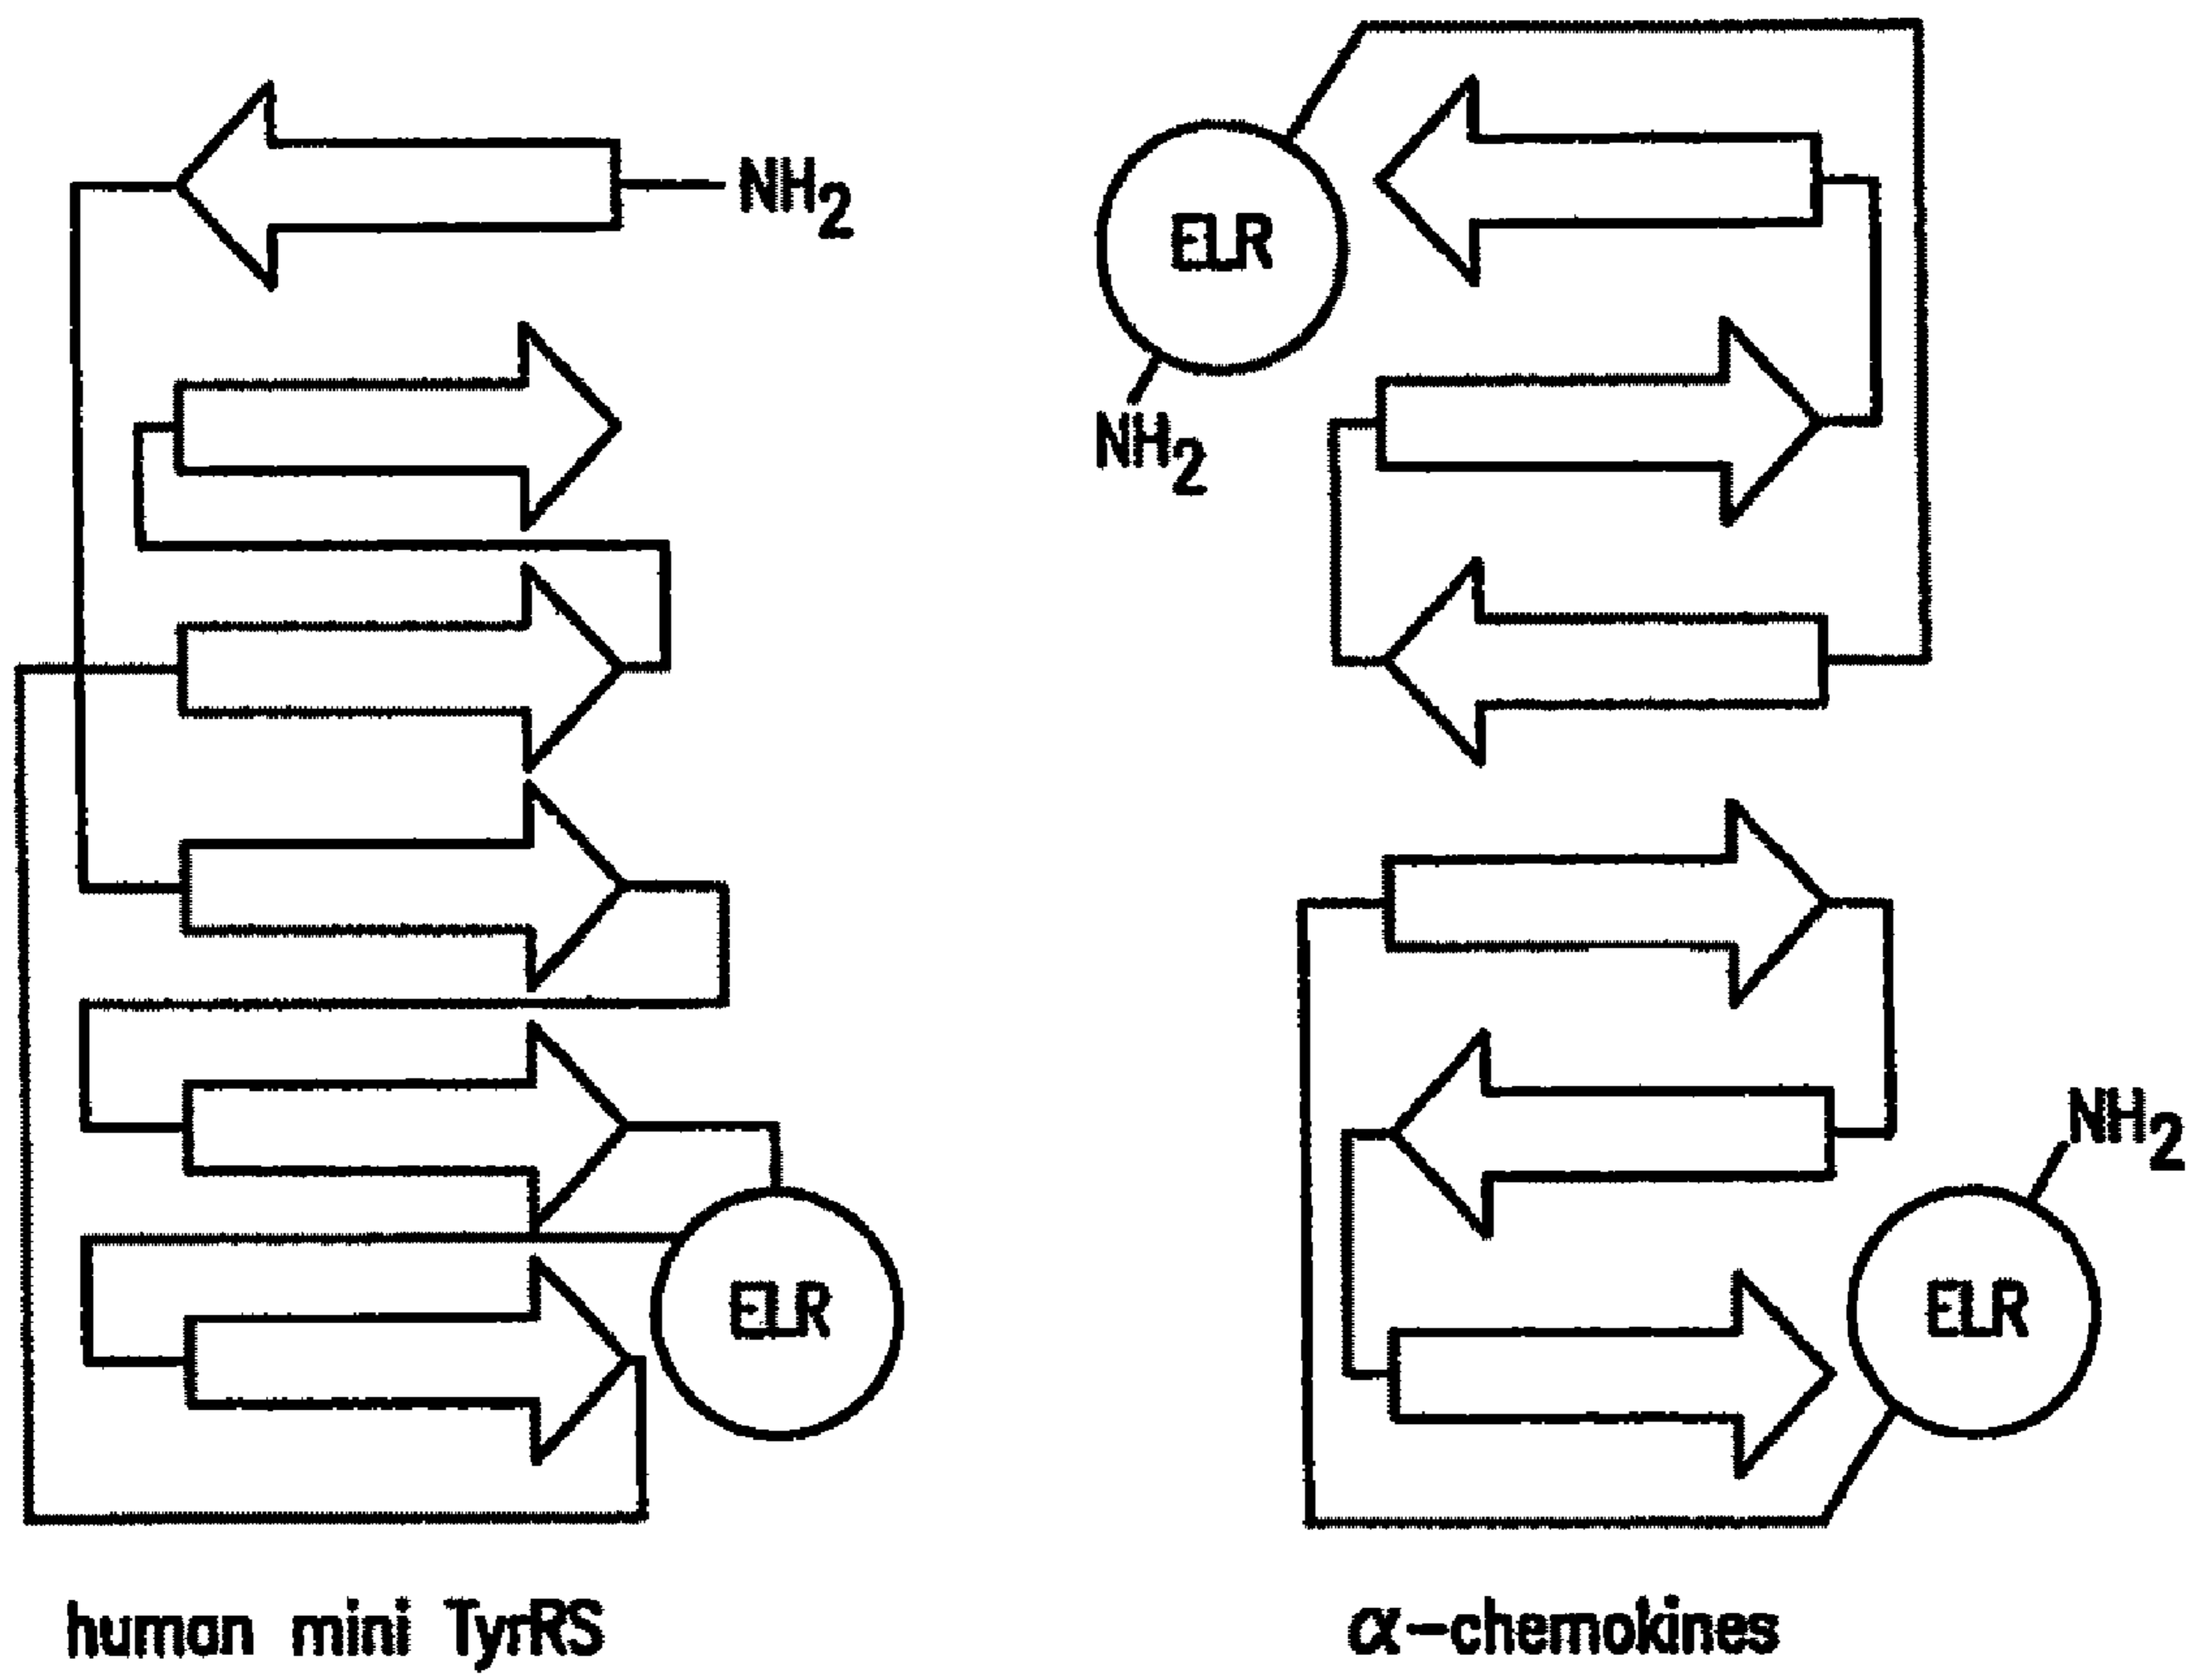 NH2
ELR
NH2
NH2
ELR
ELR
human mini TyrRS
α-chemokines